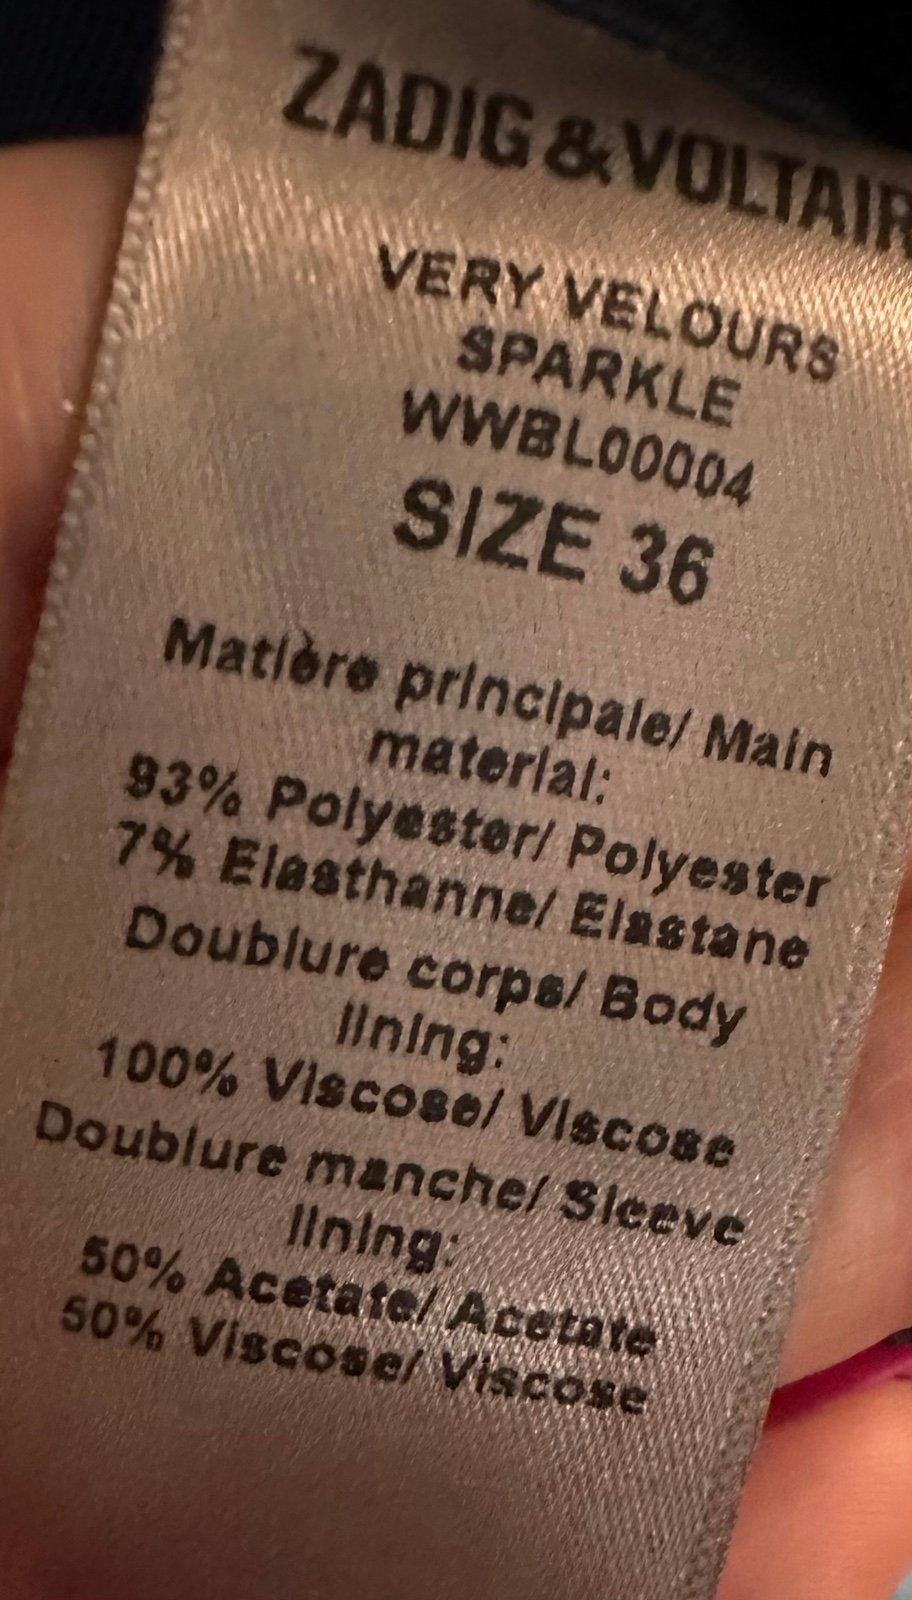 ZADIG & VOLTAIR
VERY VELOURS
SPARKLE
WWBL00004
SIZE 36
Matière principale/ Main
material:
93% Polyester/ Polyester
7% Elasthanne/ Elastane
Doublure corps/ Body
lining:
100% Viscose/ Viscose
Doublure manche/ Sleeve
lining:
50% Acetate/ Acetate
50% Viscose/ Viscose